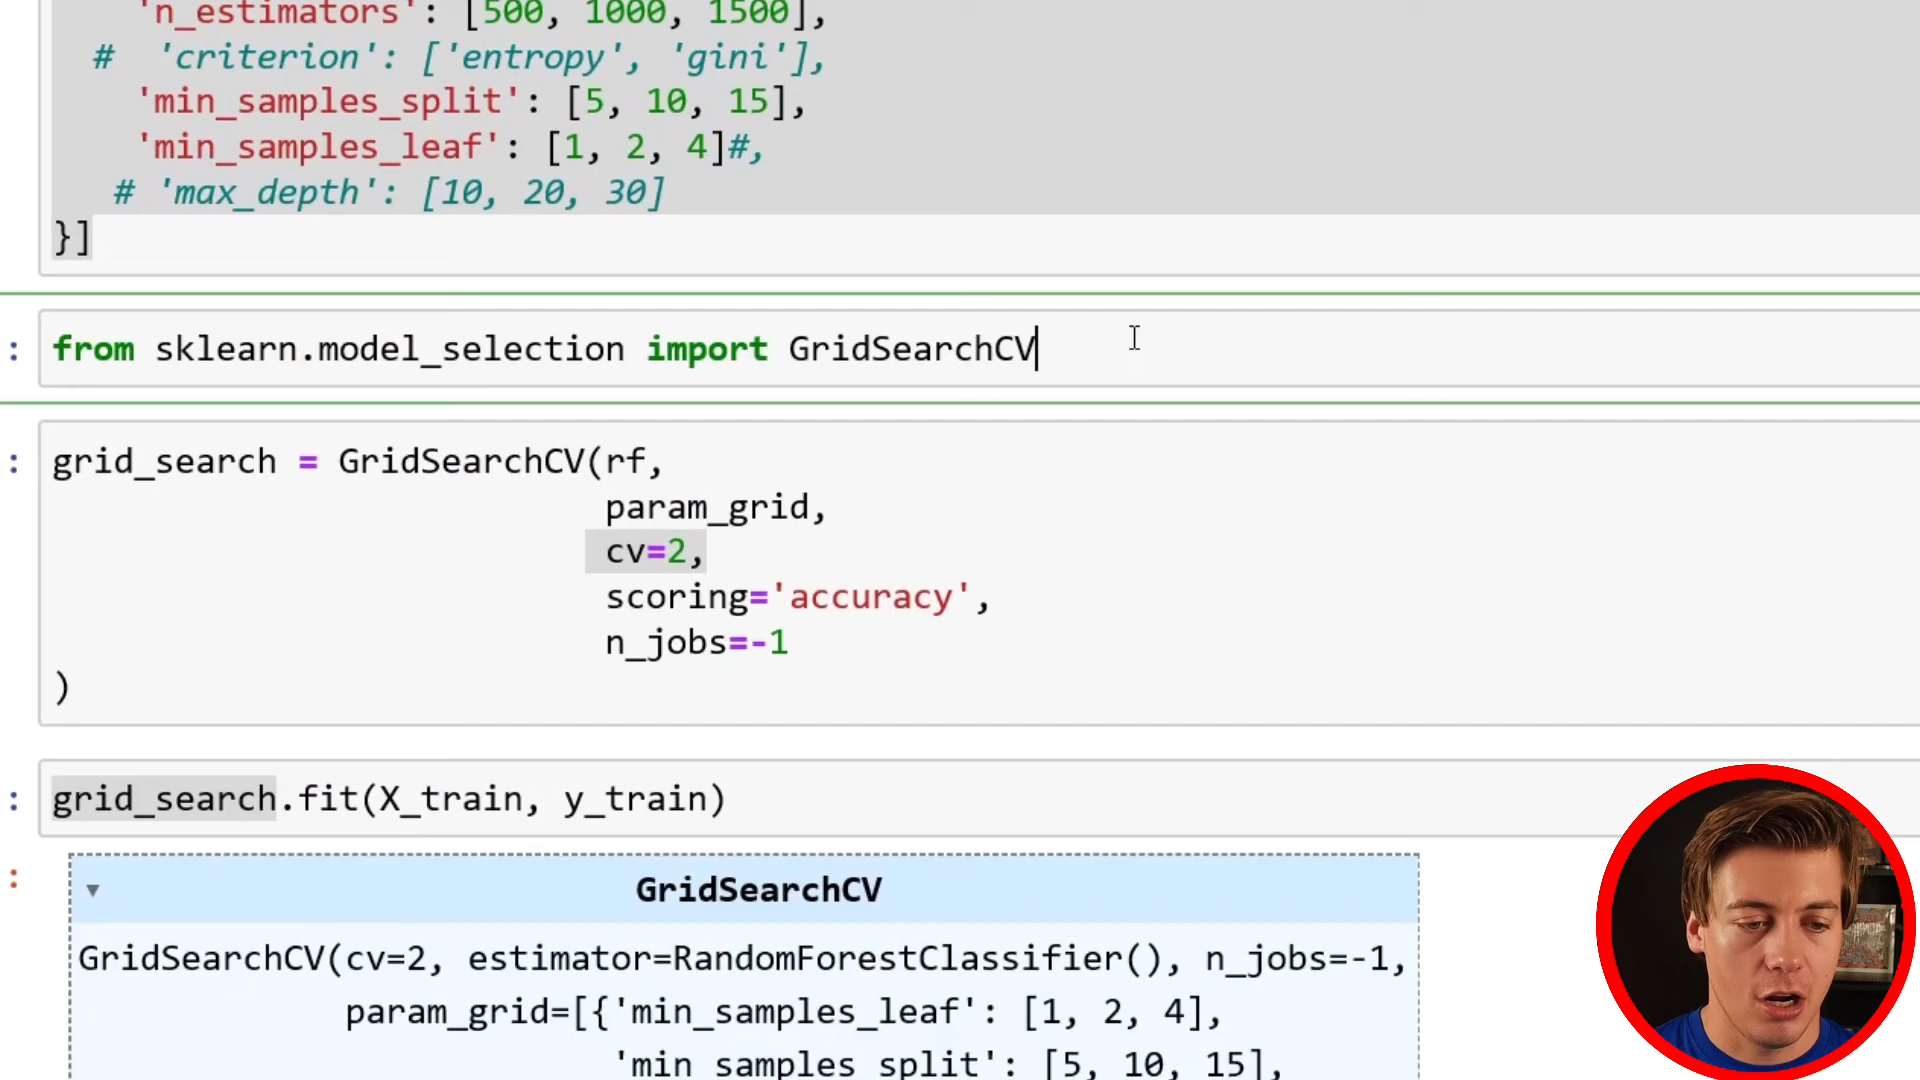 'n_estimators': [500, 1000, 1500],
# 'criterion': ['entropy', 'gini'],
'min_samples_split': [5, 10, 15],
'min_samples_leaf': [1, 2, 4]#,
# 'max_depth': [10, 20, 30]
}]
: from sklearn.model_selection import GridSearchCV
: grid_search = GridSearchCV(rf,
param_grid,
cv=2,
scoring='accuracy',
n_jobs=-1
)
: grid_search.fit(X_train, y_train)
:
GridSearchCV
GridSearchCV(cv=2, estimator=RandomForestClassifier(), n_jobs=-1,
param_grid=[{'min_samples_leaf': [1, 2, 4],
'min_samples_split': [5, 10, 15],